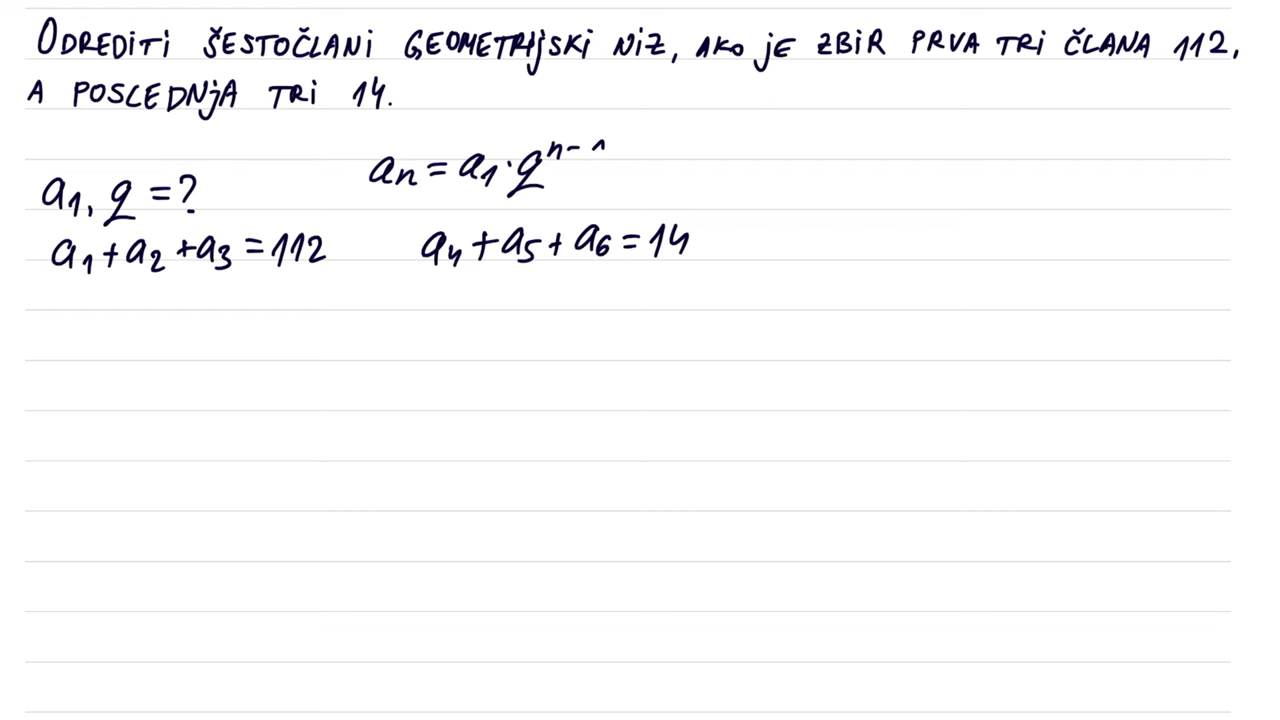 ODREDITI ŠESTOČLANI GEOMETRIJSKI NIZ, AKO JE ZBIR PRVA TRI ČLANA 112,
A POSLEDNJA TRI 14.
aₙ = a₁ · qⁿ⁻¹
a₁, q = ?
a₁ + a₂ + a₃ = 112 a₄ + a₅ + a₆ = 14